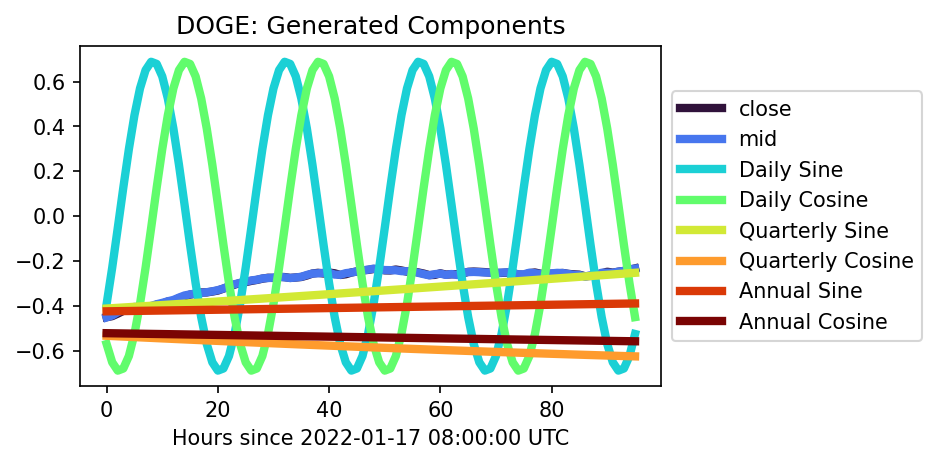 DOGE: Generated Components
0.6
0.4
0.2
0.0
−0.2
−0.4
−0.6
0
20
40
60
80
Hours since 2022-01-17 08:00:00 UTC
close
mid
Daily Sine
Daily Cosine
Quarterly Sine
Quarterly Cosine
Annual Sine
Annual Cosine